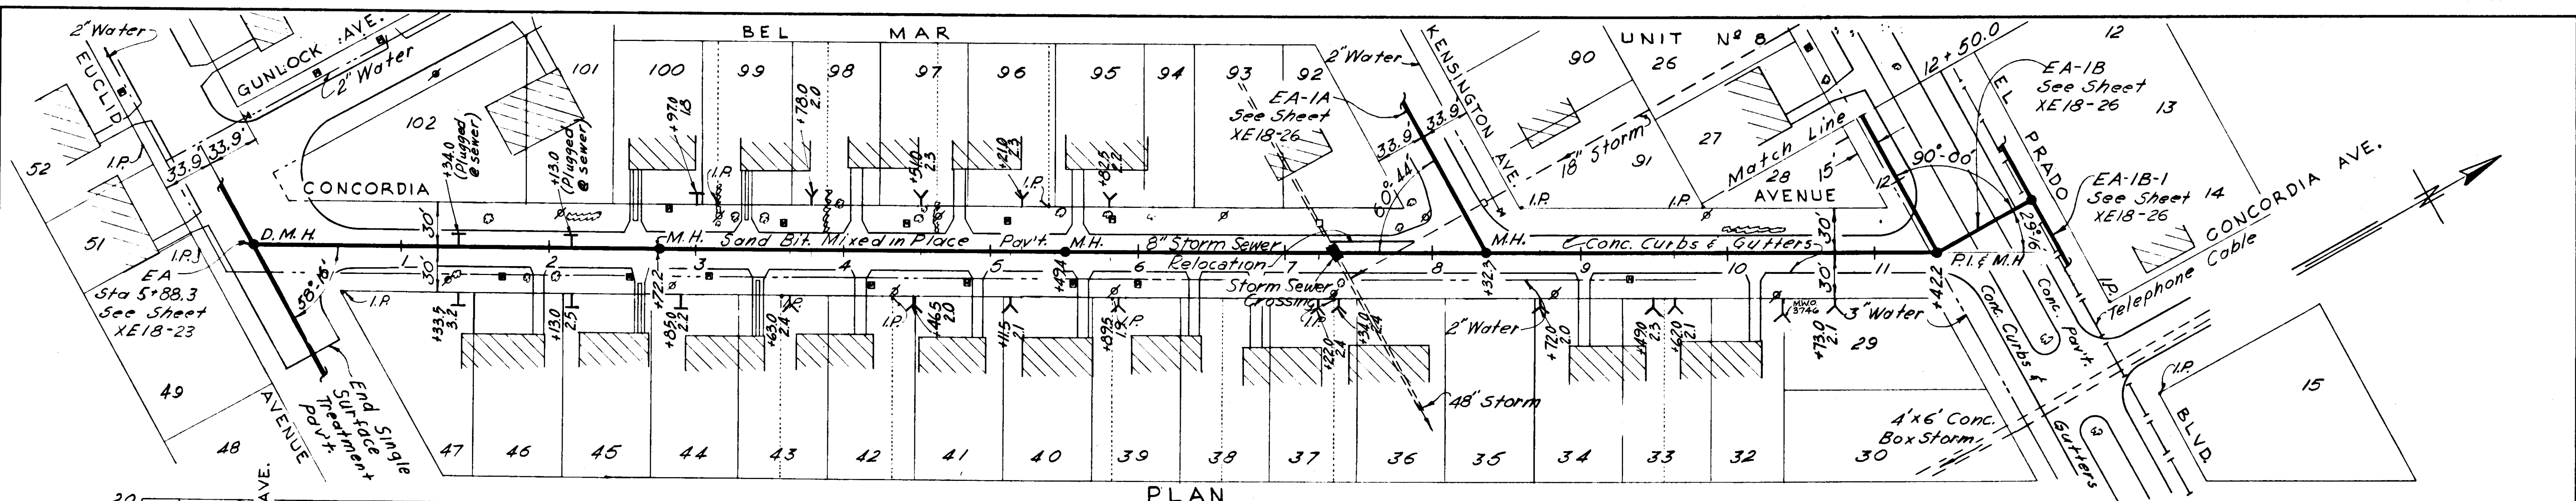 BEL MAR
UNIT Nº 8
2" Water
EUCLID
GUNLOCK AVE.
2" Water
33.9' 33.9'
I.P.
52
51
I.P.
102
101
100
99
98
97
96
95
94
93
92
2" Water
KENSINGTON
AVE.
90
26
91
27
28
12+50.0
12
13
14
15
EA-1A
See Sheet
XE18-26
33.9' 33.9'
60°-44'
18" Storm
Match Line
15'
90°-00'
12
EL PRADO
EA-1B
See Sheet
XE18-26
EA-1B-1
See Sheet
XE18-26
29°-16'
CONCORDIA AVE.
Telephone Cable
I.P.
CONCORDIA
AVENUE
+34.0
(Plugged
@ sewer)
+13.0
(Plugged
@ sewer)
+97.0
1.8
+78.0
2.0
+51.0
2.3
+21.0
2.3
+82.5
2.2
I.P.
I.P.
I.P.
I.P.
30'
30'
30'
30'
D.M.H.
M.H.
Sand Bit. Mixed in Place Pav't.
M.H.
8" Storm Sewer
Relocation
Storm Sewer
Crossing
M.H.
Conc. Curbs & Gutters
P.I. & M.H.
1
2
3
4
5
6
7
8
9
10
11
+72.2
+49.4
+32.3
+42.2
EA
Sta 5+88.3
See Sheet
XE18-23
58°-16'
I.P.
+33.5
3.2
+13.0
2.5
+85.0
2.2
+63.0
2.4
I.P.
+46.5
2.0
+11.5
2.1
+89.5
1.9
I.P.
I.P.
+22.0
2.4
+34.0
2.4
2" Water
+72.0
2.0
+49.0
2.3
+62.0
2.1
MWO
3746
+73.0
2.1
3" Water
29
Conc. Curbs &
Gutters
Conc. Pav't.
I.P.
15
BLVD.
4'x6' Conc.
Box Storm
48" Storm
End Single
Surface
Treatment
Pav't.
AVENUE
49
48
47
46
45
44
43
42
41
40
39
38
37
36
35
34
33
32
30
AVE.
20
PLAN